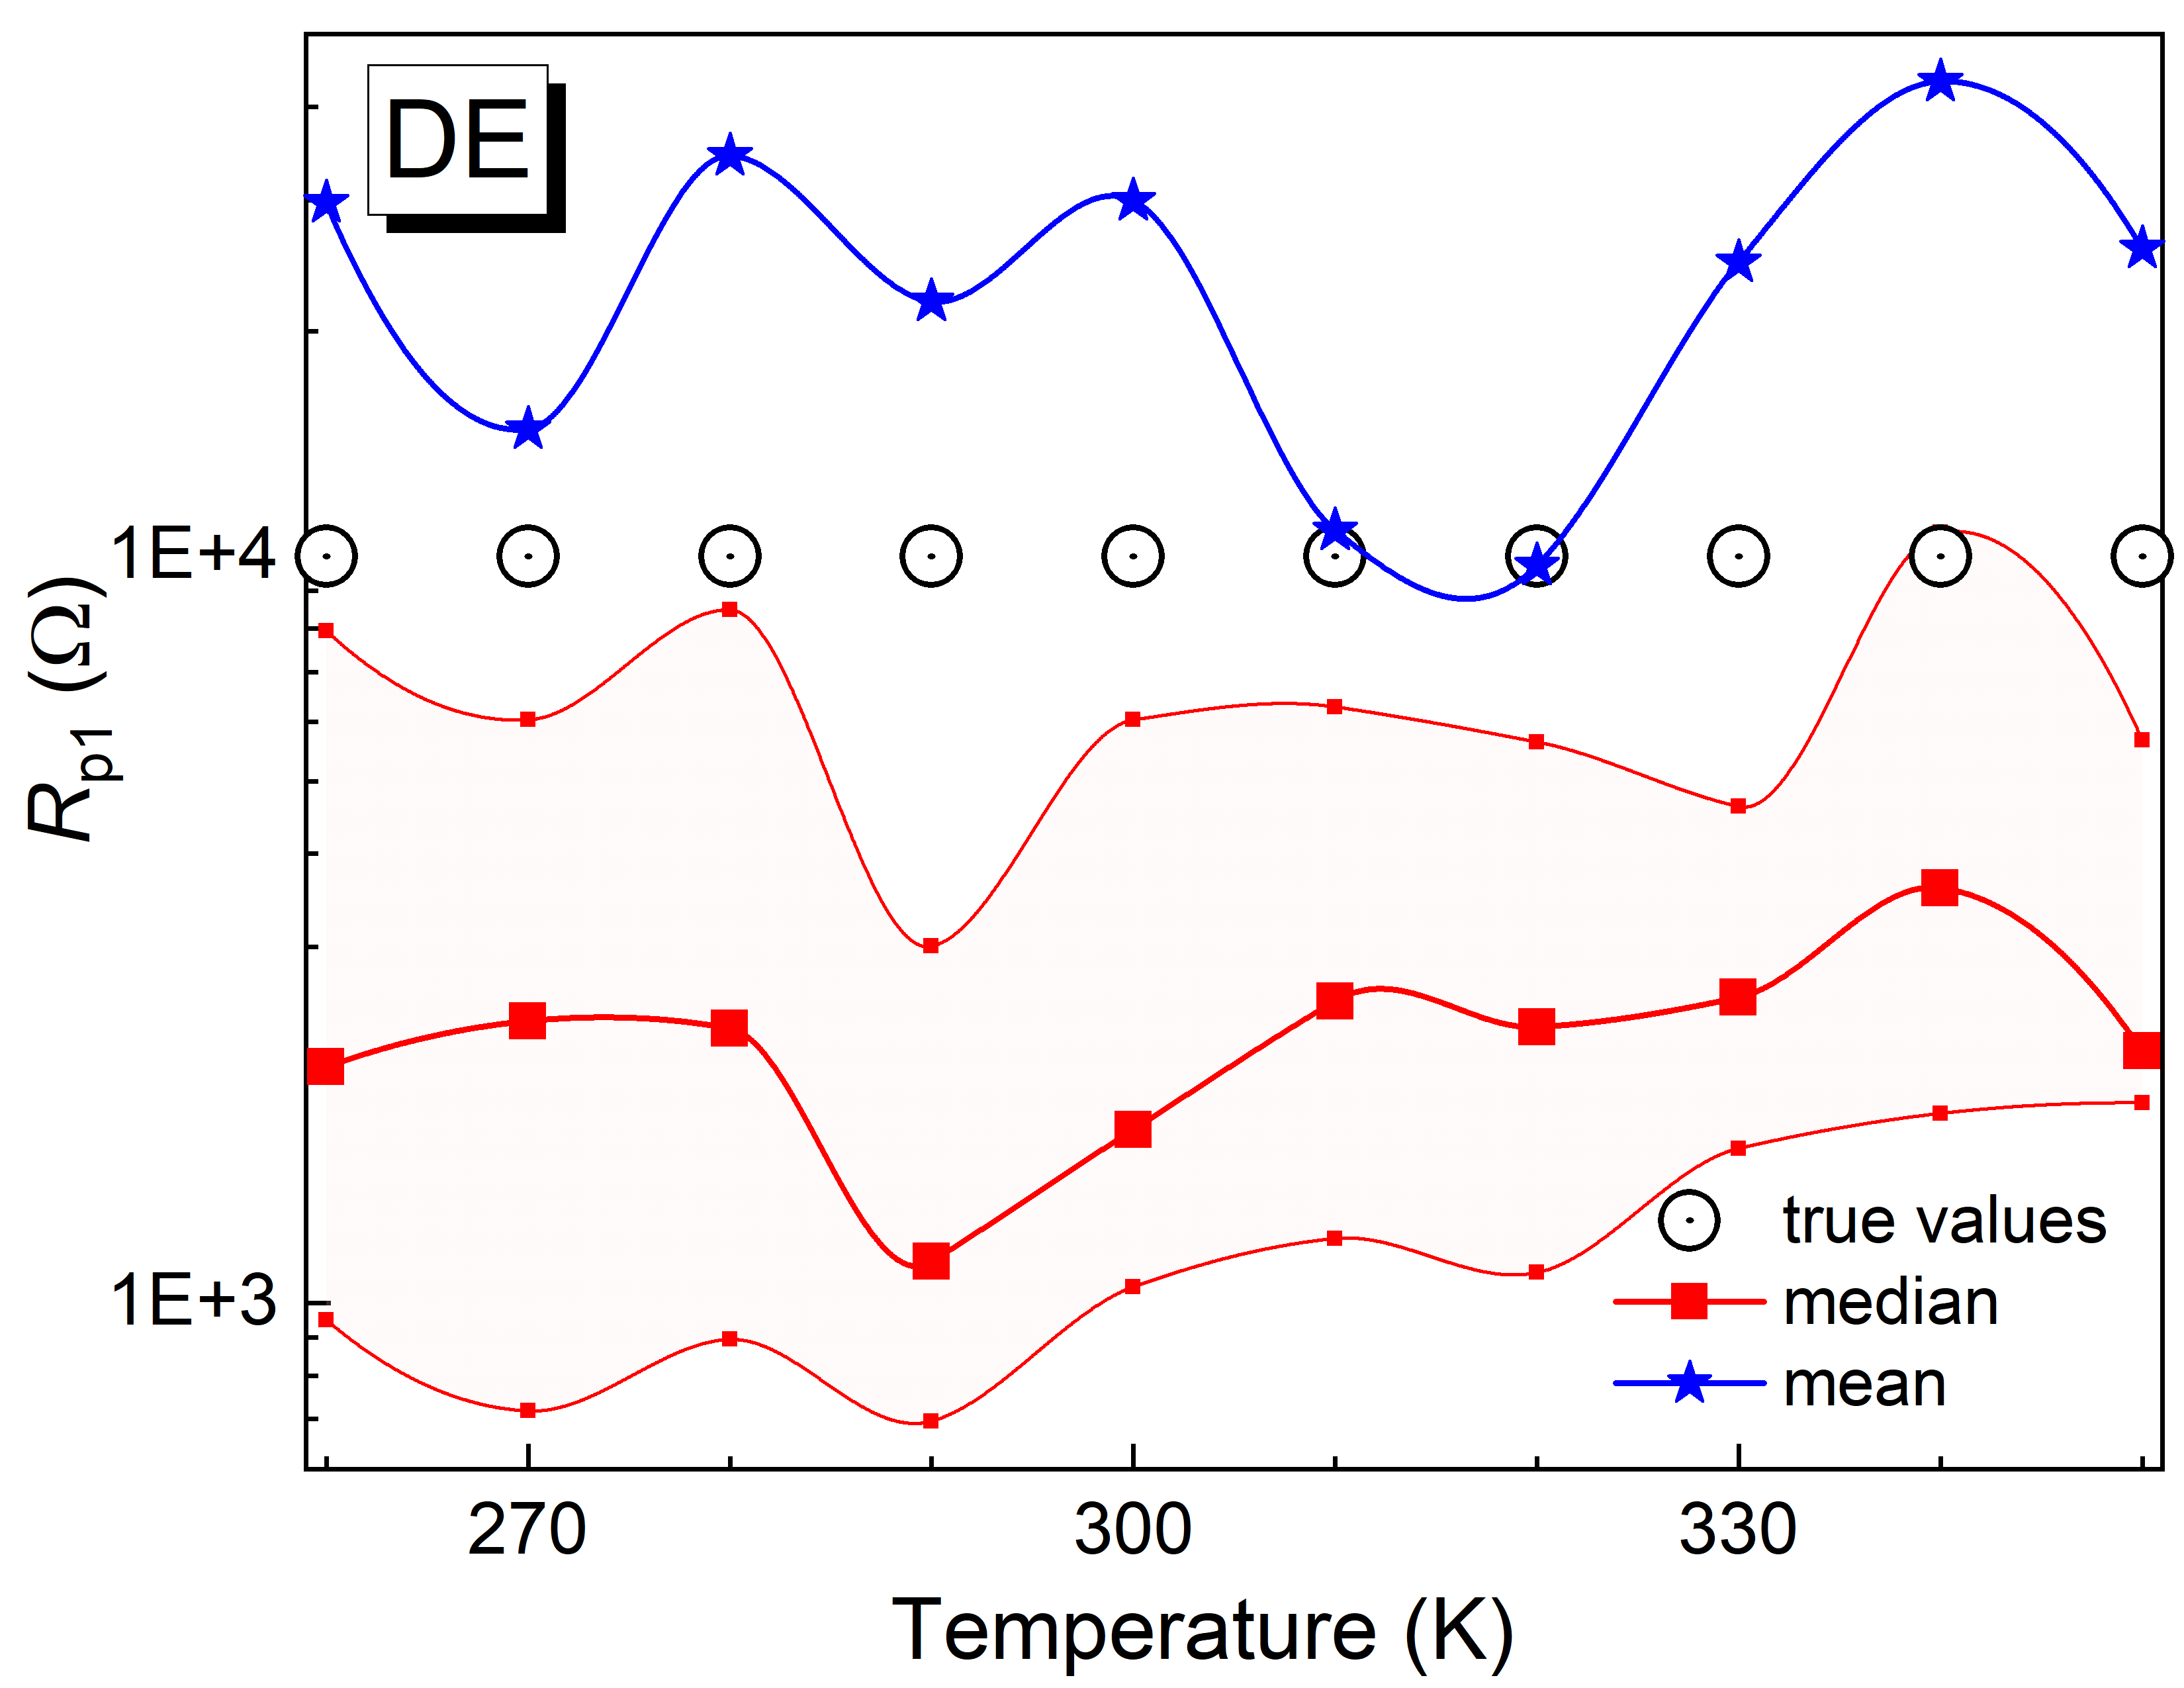 DE
1E+4
1E+3
Rp1 (Ω)
270
300
330
Temperature (K)
true values
median
mean